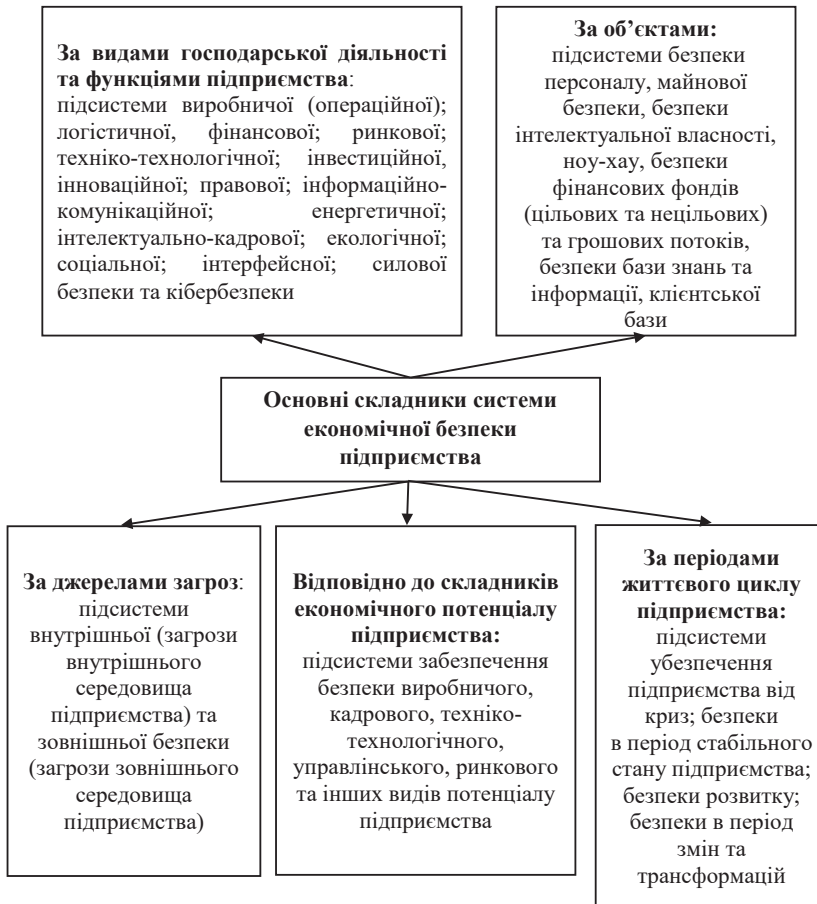 За видами господарської діяльності
та функціями підприємства:
підсистеми виробничої (операційної);
логістичної, фінансової; ринкової;
техніко-технологічної; інвестиційної,
інноваційної; правової; інформаційно-
комунікаційної; енергетичної;
інтелектуально-кадрової; екологічної;
соціальної; інтерфейсної; силової
безпеки та кібербезпеки
За об’єктами:
підсистеми безпеки
персоналу, майнової
безпеки, безпеки
інтелектуальної власності,
ноу-хау, безпеки
фінансових фондів
(цільових та нецільових)
та грошових потоків,
безпеки бази знань та
інформації, клієнтської
бази
Основні складники системи
економічної безпеки
підприємства
За джерелами загроз:
підсистеми
внутрішньої (загрози
внутрішнього
середовища
підприємства) та
зовнішньої безпеки
(загрози зовнішнього
середовища
підприємства)
Відповідно до складників
економічного потенціалу
підприємства:
підсистеми забезпечення
безпеки виробничого,
кадрового, техніко-
технологічного,
управлінського, ринкового
та інших видів потенціалу
підприємства
За періодами
життєвого циклу
підприємства:
підсистеми
убезпечення
підприємства від
криз; безпеки
в період стабільного
стану підприємства;
безпеки розвитку;
безпеки в період
змін та
трансформацій